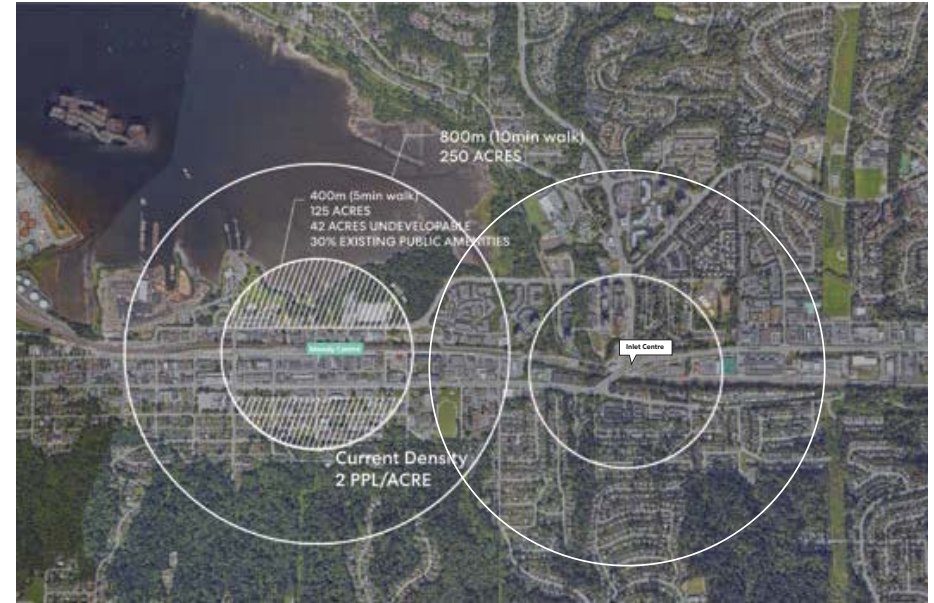 800m (10min walk)
250 ACRES
400m (5min walk)
125 ACRES
42 ACRES UNDEVELOPABLE
30% EXISTING PUBLIC AMENITIES
Moody Centre
Inlet Centre
Current Density
2 PPL/ACRE